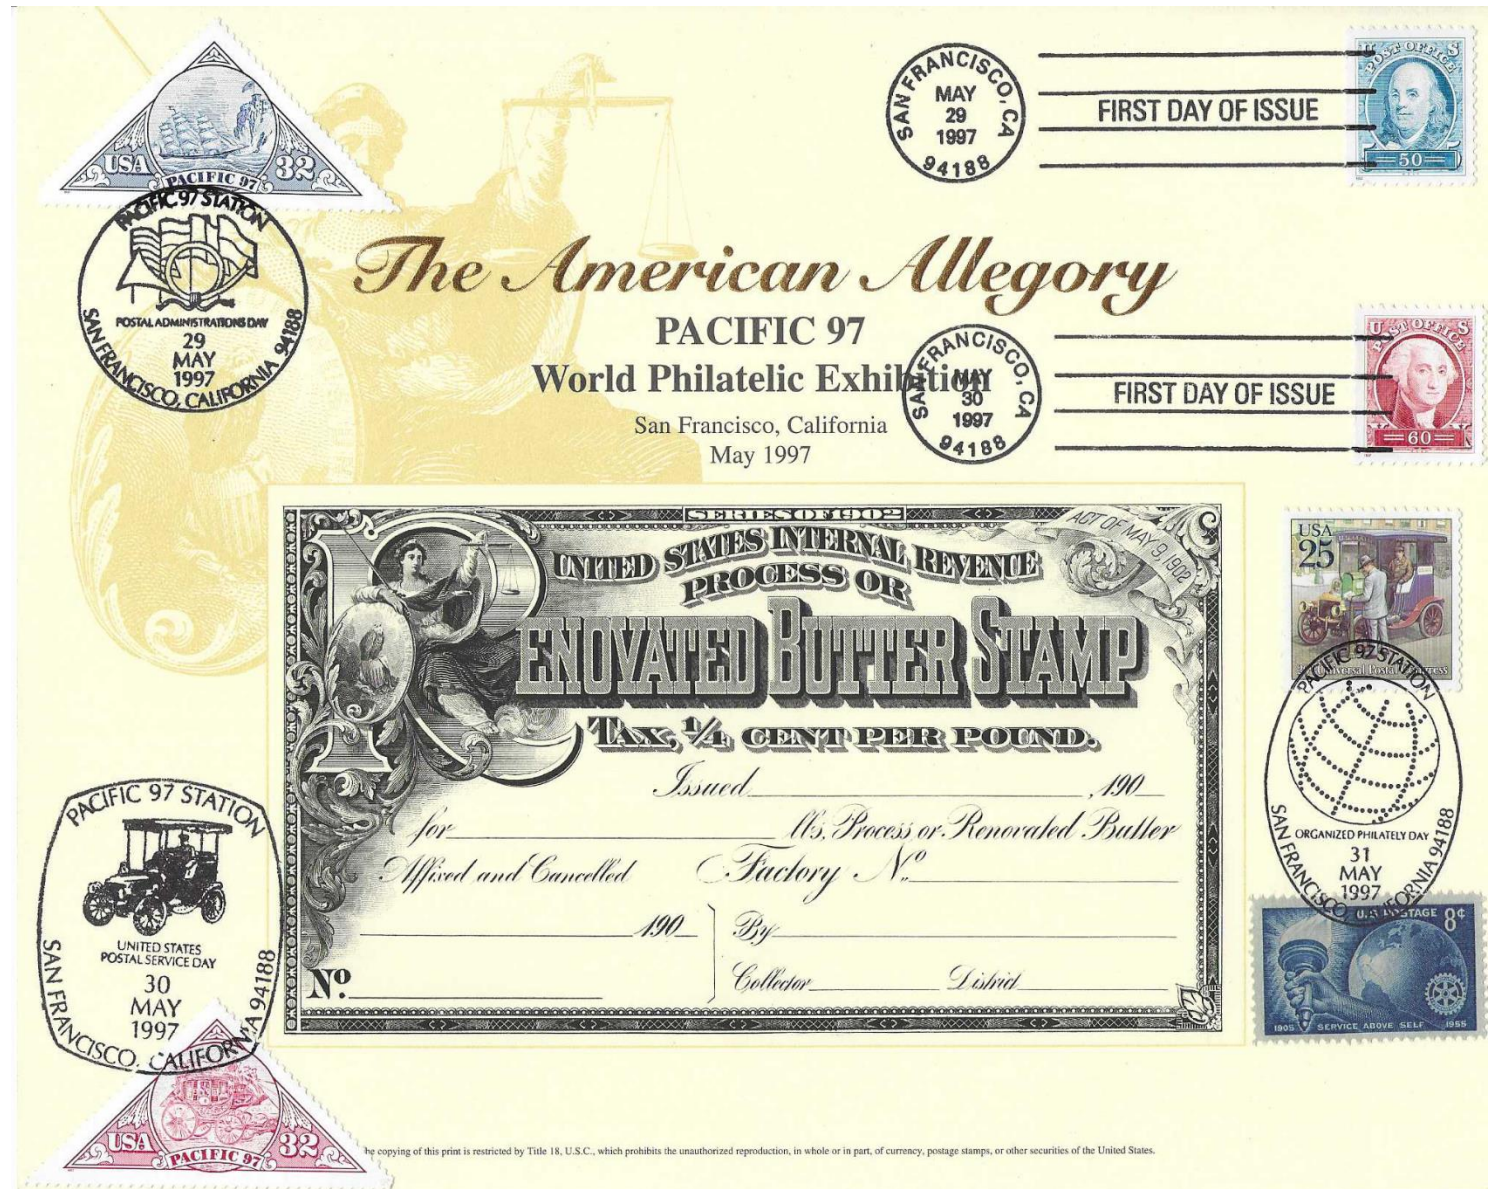 USA
32
PACIFIC 97
PACIFIC 97 STATION
POSTAL ADMINISTRATIONS DAY
29
MAY
1997
SAN FRANCISCO, CALIFORNIA 94188
SAN FRANCISCO, CA
MAY
29
1997
94188
FIRST DAY OF ISSUE
U S
POST OFFICE
50
The American Allegory
PACIFIC 97
World Philatelic Exhibition
San Francisco, California
May 1997
SAN FRANCISCO, CA
MAY
30
1997
94188
FIRST DAY OF ISSUE
U S
POST OFFICE
60
SERIES OF 1902
ACT OF MAY 9, 1902
UNITED STATES INTERNAL REVENUE
PROCESS OR
RENOVATED BUTTER STAMP
TAX, 1/4 CENT PER POUND.
Issued ,190
for lbs, Process or Renovated Butter
Affixed and Cancelled Factory No.
190 By
No. Collector District
USA
25
Universal Postal Congress
PACIFIC 97 STATION
ORGANIZED PHILATELY DAY
31
MAY
1997
SAN FRANCISCO, CALIFORNIA 94188
U.S. POSTAGE 8¢
1905 SERVICE ABOVE SELF 1955
PACIFIC 97 STATION
UNITED STATES
POSTAL SERVICE DAY
30
MAY
1997
SAN FRANCISCO, CALIFORNIA 94188
USA
32
PACIFIC 97
he copying of this print is restricted by Title 18, U.S.C., which prohibits the unauthorized reproduction, in whole or in part, of currency, postage stamps, or other securities of the United States.